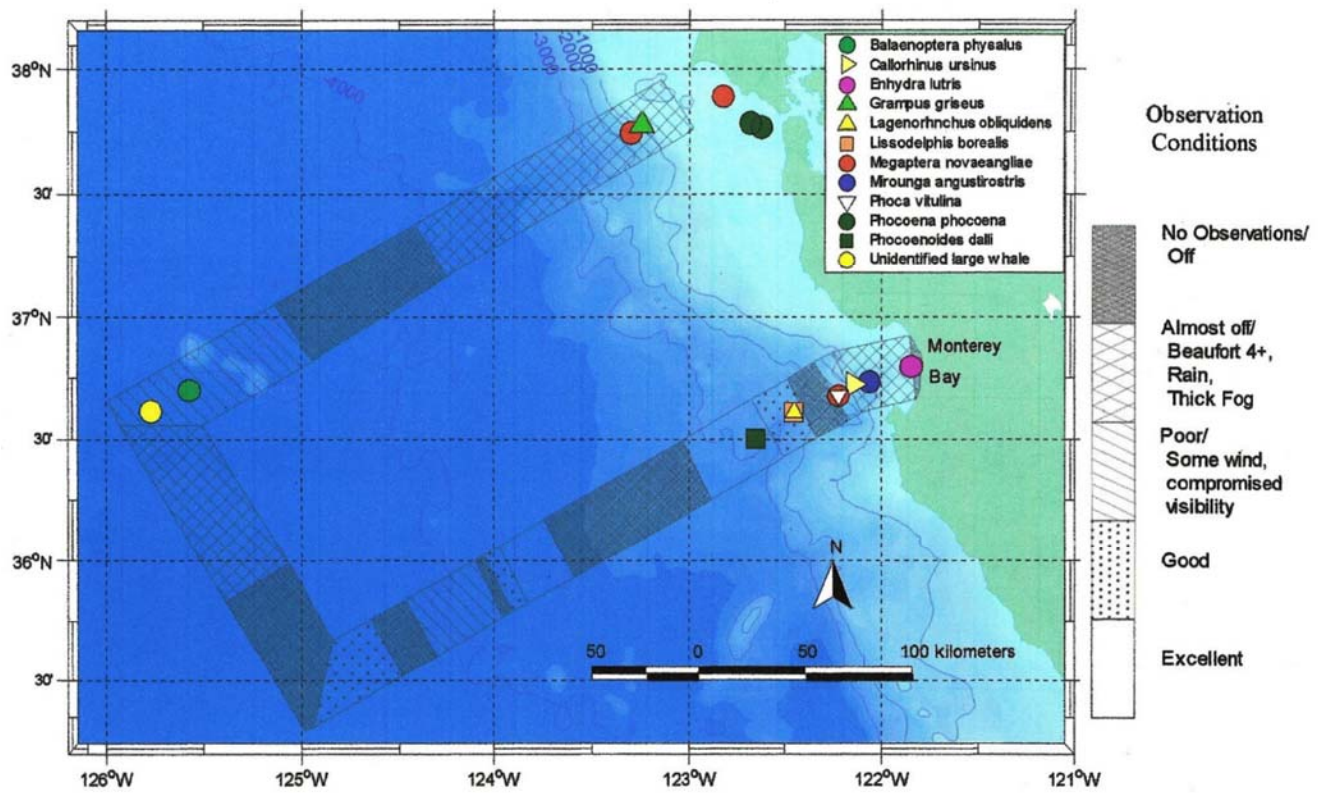 38°N
30'
37°N
30'
36°N
30'
126°W
125°W
124°W
123°W
122°W
121°W
-4000
-3000
-2000
-1000
Balaenoptera physalus
Callorhinus ursinus
Enhydra lutris
Grampus griseus
Lagenorhnchus obliquidens
Lissodelphis borealis
Megaptera novaeangliae
Mirounga angustirostris
Phoca vitulina
Phocoena phocoena
Phocoenoides dalli
Unidentified large whale
Monterey
Bay
N
50 0 50 100 kilometers
Observation
Conditions
No Observations/
Off
Almost off/
Beaufort 4+,
Rain,
Thick Fog
Poor/
Some wind,
compromised
visibility
Good
Excellent